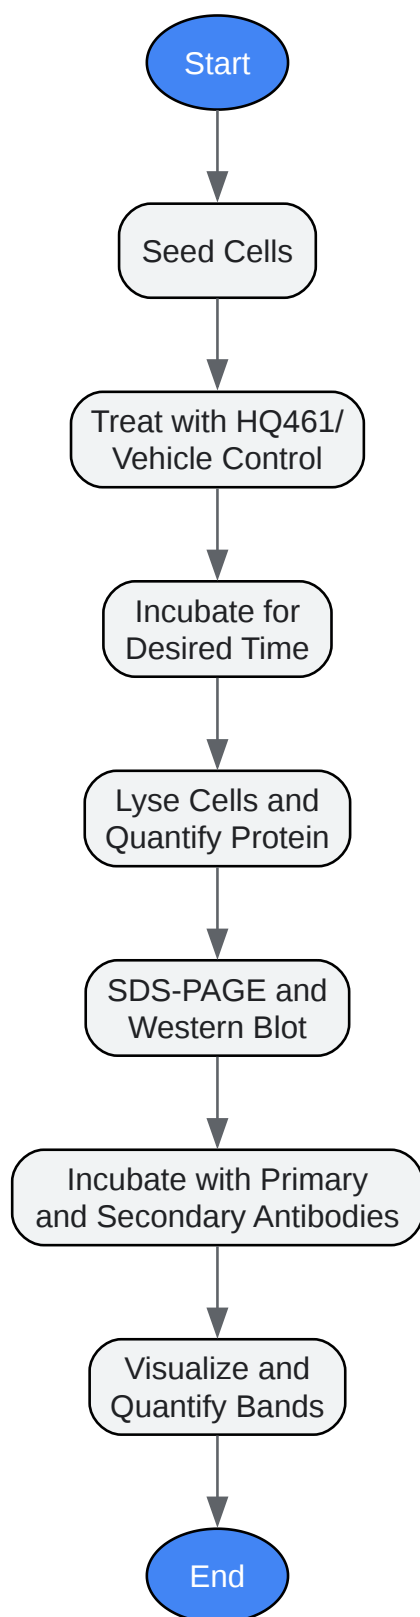 Start
Seed Cells
Treat with HQ461/
Vehicle Control
Incubate for
Desired Time
Lyse Cells and
Quantify Protein
SDS-PAGE and
Western Blot
Incubate with Primary
and Secondary Antibodies
Visualize and
Quantify Bands
End